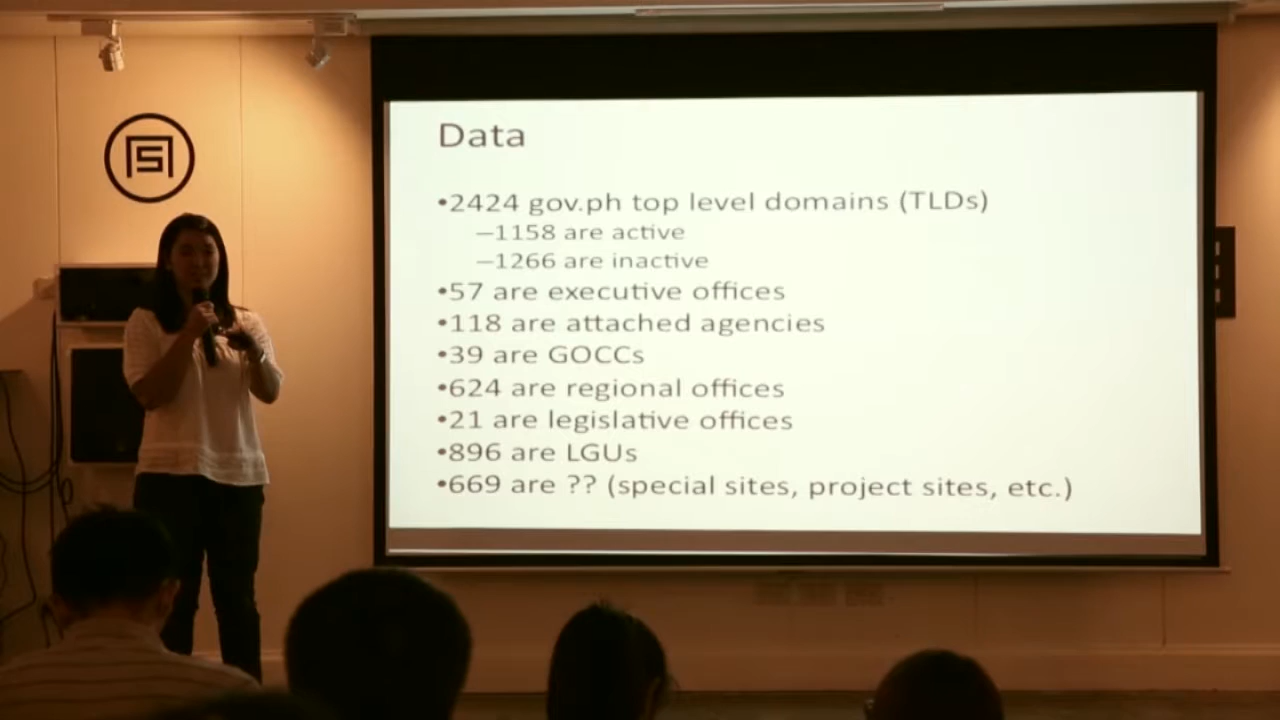 Data
•2424 gov.ph top level domains (TLDs)
–1158 are active
–1266 are inactive
•57 are executive offices
•118 are attached agencies
•39 are GOCCs
•624 are regional offices
•21 are legislative offices
•896 are LGUs
•669 are ?? (special sites, project sites, etc.)